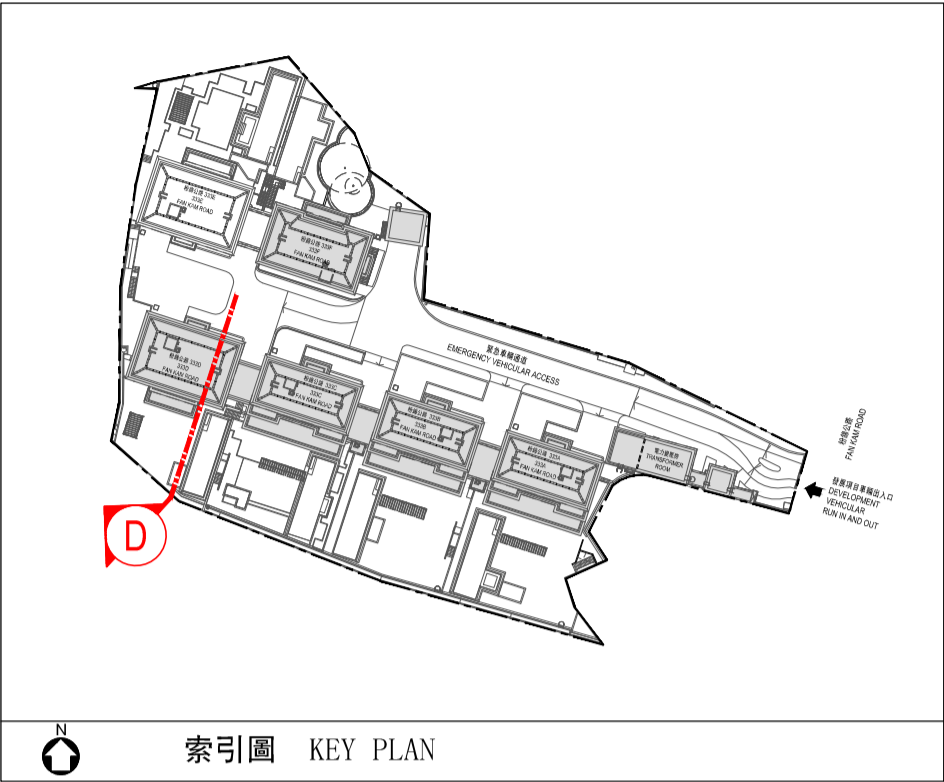 粉錦公路 333E
333E
FAN KAM ROAD
粉錦公路 333F
333F
FAN KAM ROAD
緊急車輛通道
EMERGENCY VEHICULAR ACCESS
粉錦公路 333D
333D
FAN KAM ROAD
粉錦公路 333C
333C
FAN KAM ROAD
粉錦公路 333B
333B
FAN KAM ROAD
粉錦公路 333A
333A
FAN KAM ROAD
電力變壓房
TRANSFORMER
ROOM
粉錦公路
FAN KAM ROAD
發展項目車輛出入口
DEVELOPMENT
VEHICULAR
RUN IN AND OUT
D
N
索引圖 KEY PLAN